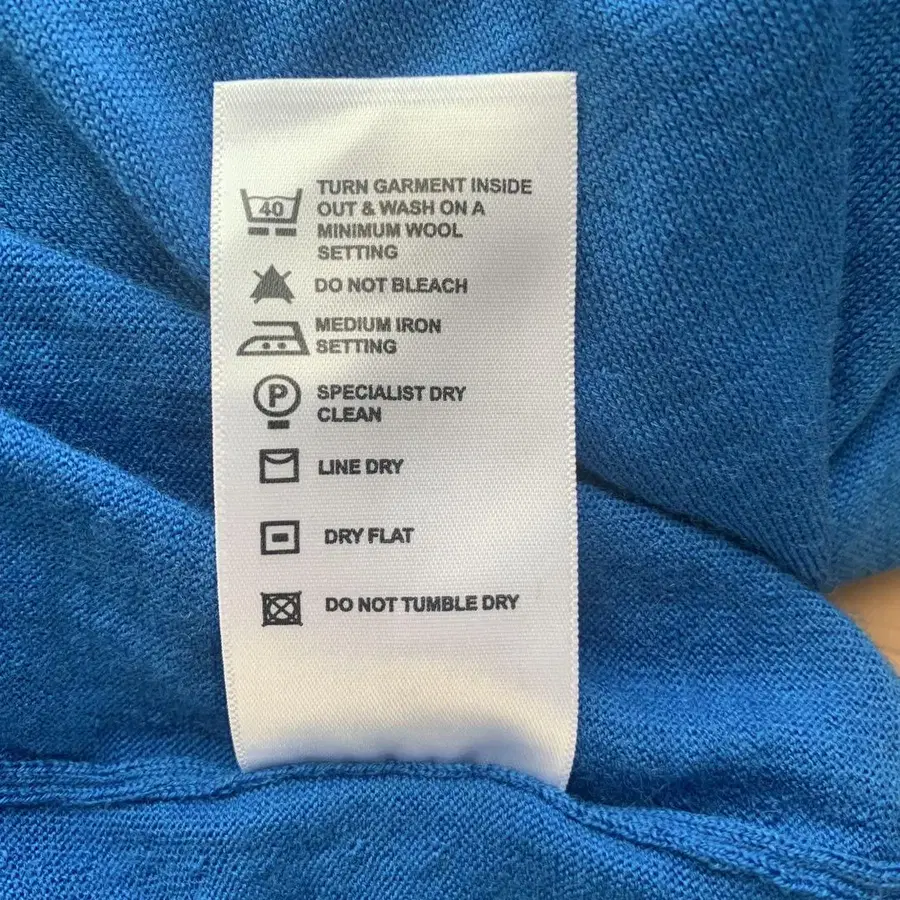 40
TURN GARMENT INSIDE
OUT & WASH ON A
MINIMUM WOOL
SETTING
DO NOT BLEACH
MEDIUM IRON
SETTING
P
SPECIALIST DRY
CLEAN
LINE DRY
DRY FLAT
DO NOT TUMBLE DRY